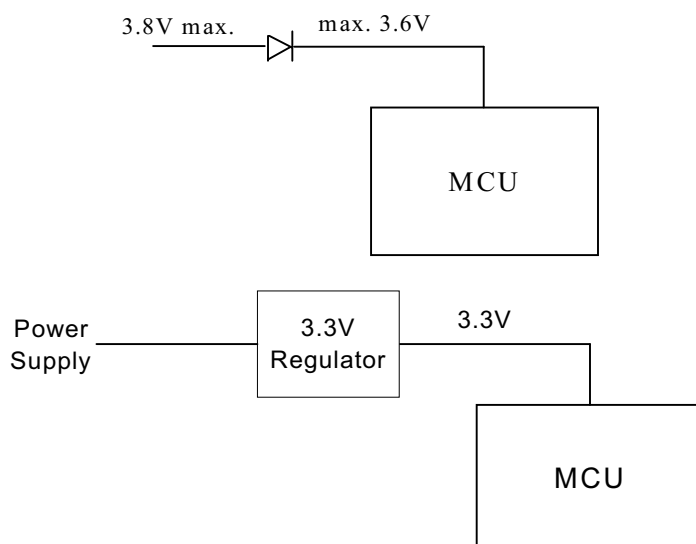 3.8V max.
max. 3.6V
MCU
Power
Supply
3.3V
Regulator
3.3V
MCU